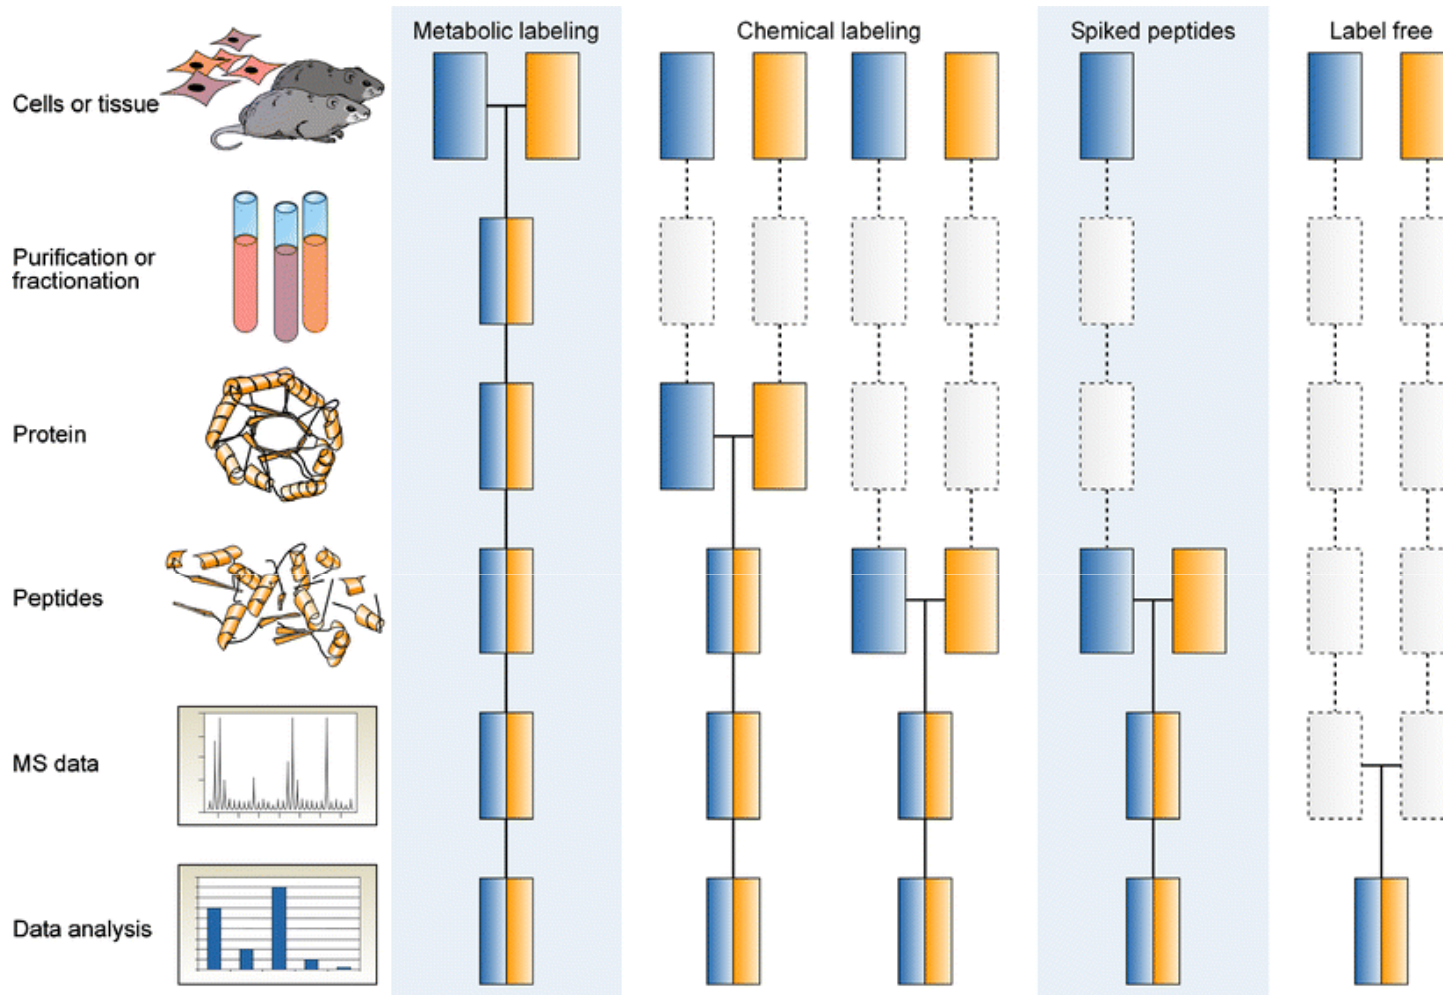 Metabolic labeling
Chemical labeling
Spiked peptides
Label free
Cells or tissue
Purification or
fractionation
Protein
Peptides
MS data
Data analysis